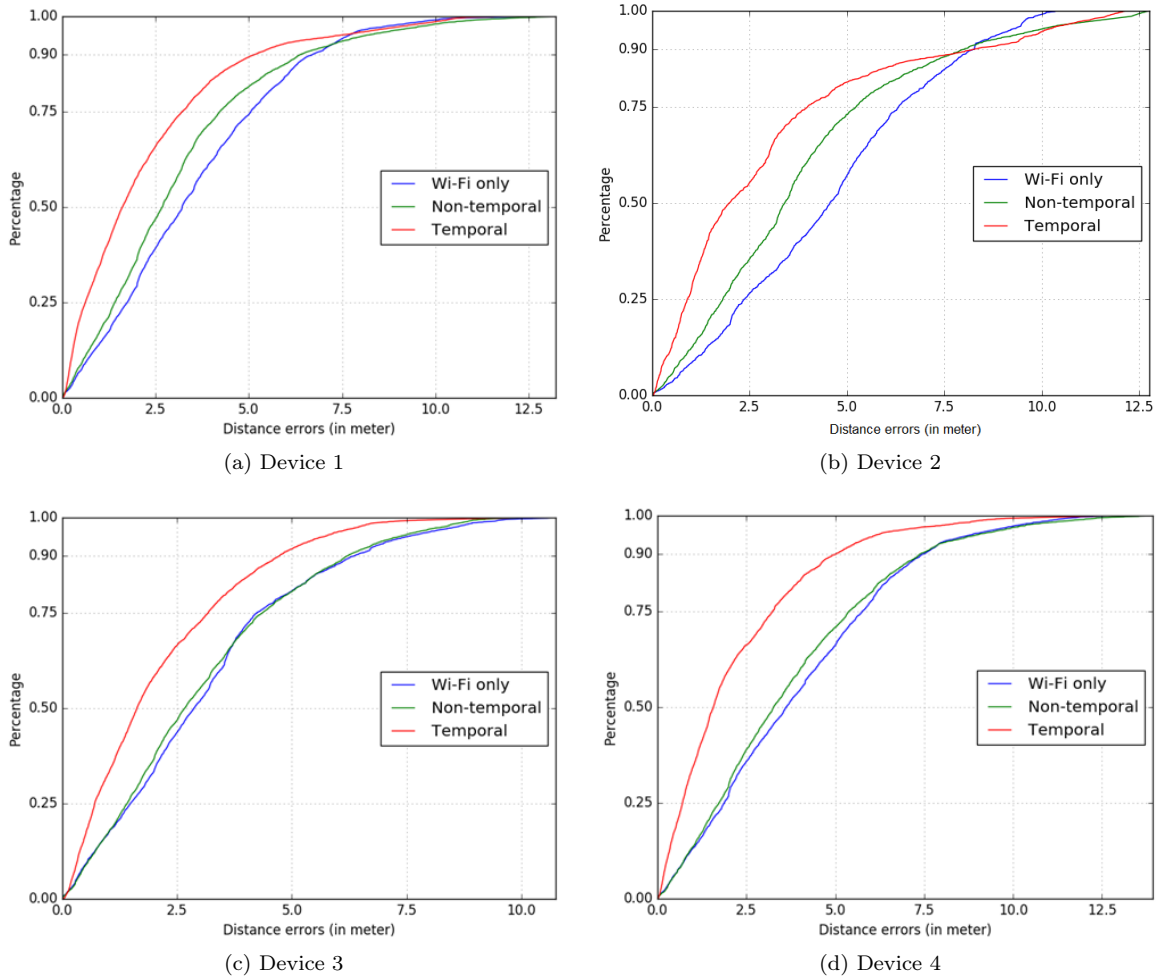 1.00
0.90
0.75
0.50
0.25
0.00
Percentage
Wi-Fi only
Non-temporal
Temporal
0.0 2.5 5.0 7.5 10.0 12.5
Distance errors (in meter)
(a) Device 1
1.00
0.90
0.75
0.50
0.25
0.00
Percentage
Wi-Fi only
Non-temporal
Temporal
0.0 2.5 5.0 7.5 10.0 12.5
Distance errors (in meter)
(b) Device 2
1.00
0.90
0.75
0.50
0.25
0.00
Percentage
Wi-Fi only
Non-temporal
Temporal
0.0 2.5 5.0 7.5 10.0
Distance errors (in meter)
(c) Device 3
1.00
0.90
0.75
0.50
0.25
0.00
Percentage
Wi-Fi only
Non-temporal
Temporal
0.0 2.5 5.0 7.5 10.0 12.5
Distance errors (in meter)
(d) Device 4